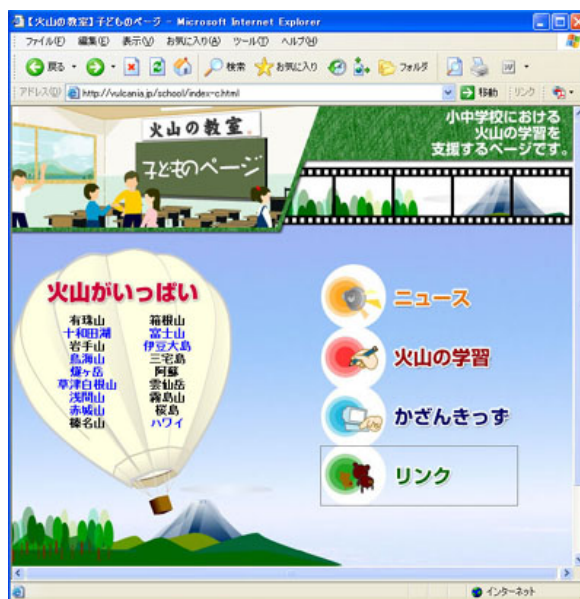 【火山の教室】子どものページ - Microsoft Internet Explorer
ファイル(F) 編集(E) 表示(V) お気に入り(A) ツール(T) ヘルプ(H)
戻る 検索 お気に入り フォルダ
アドレス(D) http://vulcania.jp/school/index-c.html 移動 リンク
火山の教室
子どものページ
小中学校における
火山の学習を
支援するページです。
火山がいっぱい
有珠山 箱根山
十和田湖 富士山
岩手山 伊豆大島
鳥海山 三宅島
燧ヶ岳 阿蘇
草津白根山 雲仙岳
浅間山 霧島山
赤城山 桜島
榛名山 ハワイ
ニュース
火山の学習
かざんきっず
リンク
インターネット